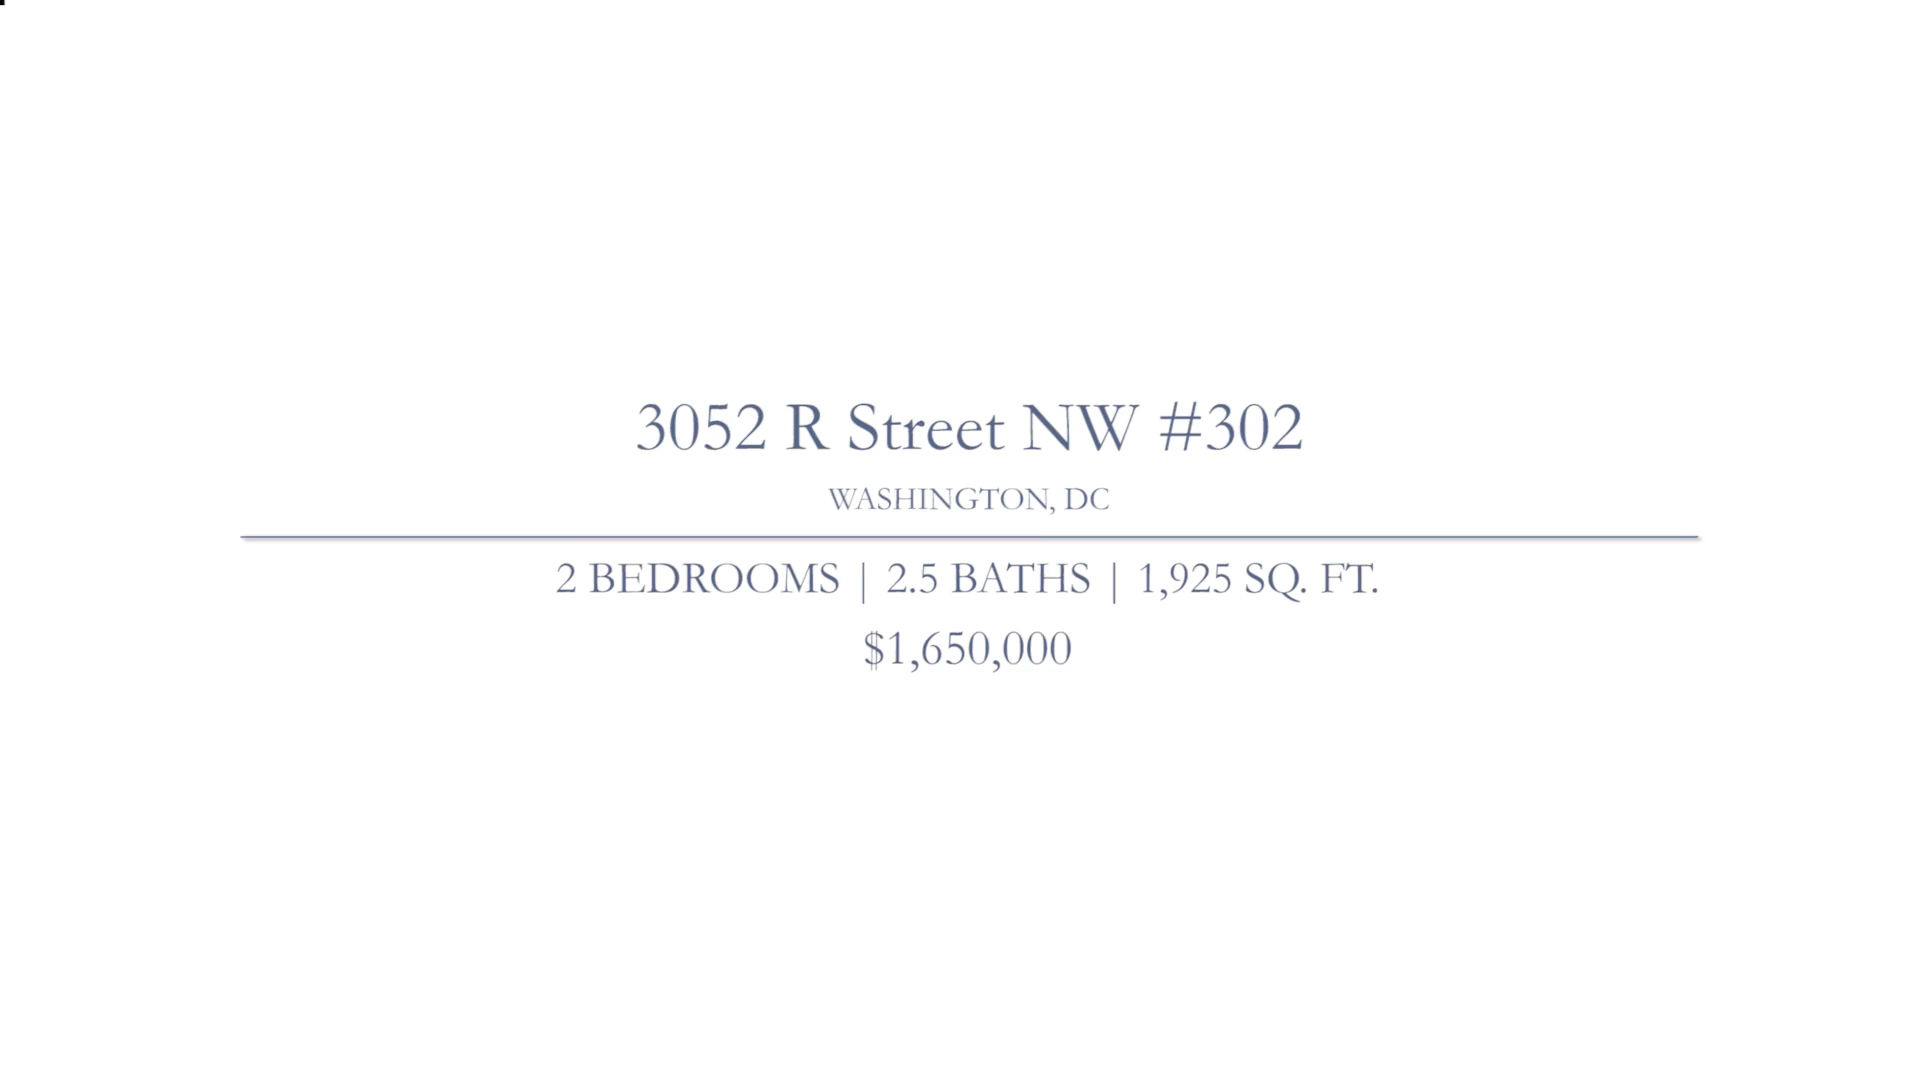 3052 R Street NW #302
WASHINGTON, DC
2 BEDROOMS | 2.5 BATHS | 1,925 SQ. FT.
$1,650,000